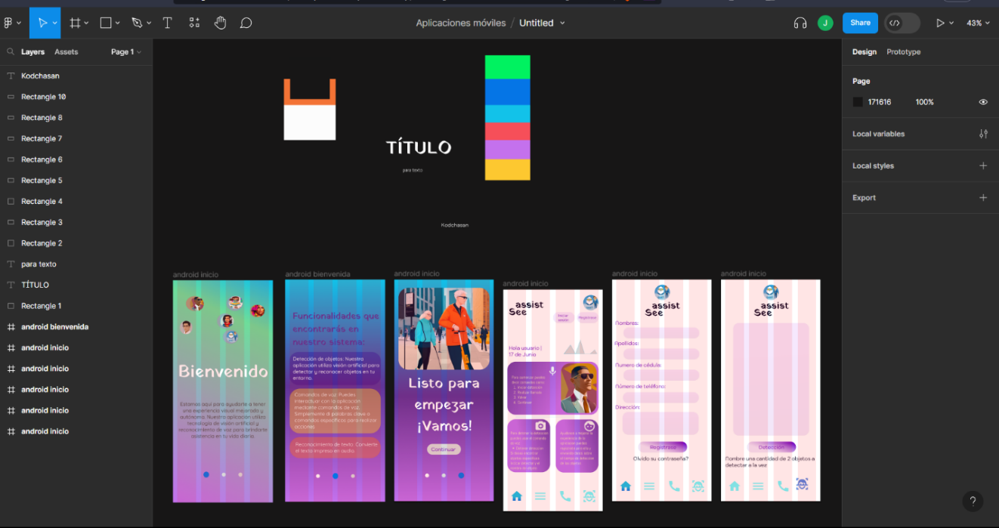 Aplicaciones móviles / Untitled
J
Share
43%
Layers
Assets
Page 1
Kodchasan
Rectangle 10
Rectangle 8
Rectangle 7
Rectangle 6
Rectangle 5
Rectangle 4
Rectangle 3
Rectangle 2
para texto
TÍTULO
Rectangle 1
android bienvenida
android inicio
android inicio
android inicio
android inicio
android inicio
TÍTULO
para texto
Kodchasan
android inicio
Bienvenido
Estamos aquí para ayudarte a tener
una experiencia visual mejorada y
autónoma. Nuestra aplicación utiliza
tecnología de visión artificial y
reconocimiento de voz para brindarte
asistencia en tu vida diaria.
android bienvenida
Funcionalidades que
encontrarás en
nuestro sistema:
Detección de objetos: Nuestra
aplicación utiliza visión artificial para
detectar y reconocer objetos en tu
entorno.
Comandos de voz: Puedes
interactuar con la aplicación
mediante comandos de voz.
Simplemente di palabras clave o
comandos específicos para realizar
acciones.
Reconocimiento de texto: Convierte
el texto impreso en audio.
android inicio
Listo para
empezar
¡Vamos!
Continuar
android inicio
assist
See
Iniciar
sesión
Registrase
Hola usuario |
17 de Junio
android inicio
assist
See
Nombres:
Apellidos:
Numero de cédula:
Número de teléfono:
Dirección:
Registrase
Olvido su contraseña?
android inicio
assist
See
Detección
Nombre una cantidad de 2 objetos a
detectar a la vez
Design
Prototype
Page
171616
100%
Local variables
Local styles
Export
?